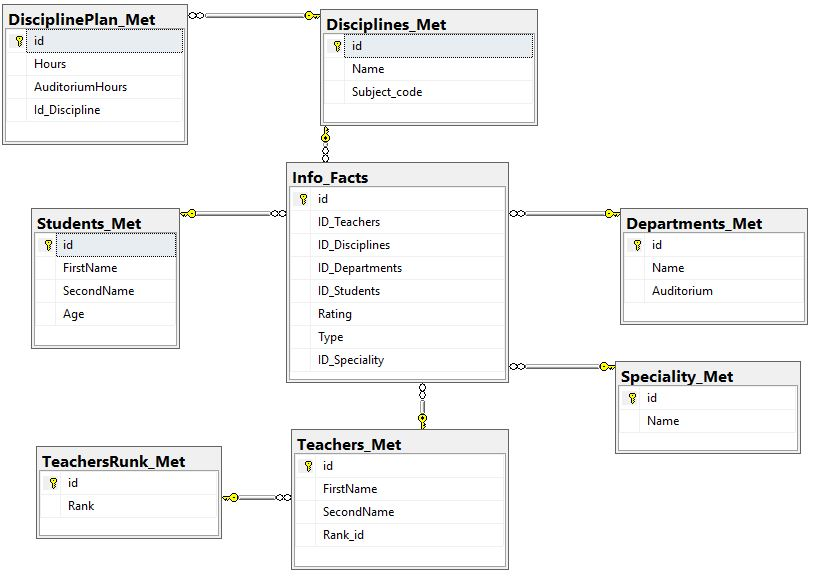 DisciplinePlan_Met
id
Hours
AuditoriumHours
Id_Discipline
Disciplines_Met
id
Name
Subject_code
Info_Facts
id
ID_Teachers
ID_Disciplines
ID_Departments
ID_Students
Rating
Type
ID_Speciality
Students_Met
id
FirstName
SecondName
Age
Departments_Met
id
Name
Auditorium
Speciality_Met
id
Name
TeachersRunk_Met
id
Rank
Teachers_Met
id
FirstName
SecondName
Rank_id